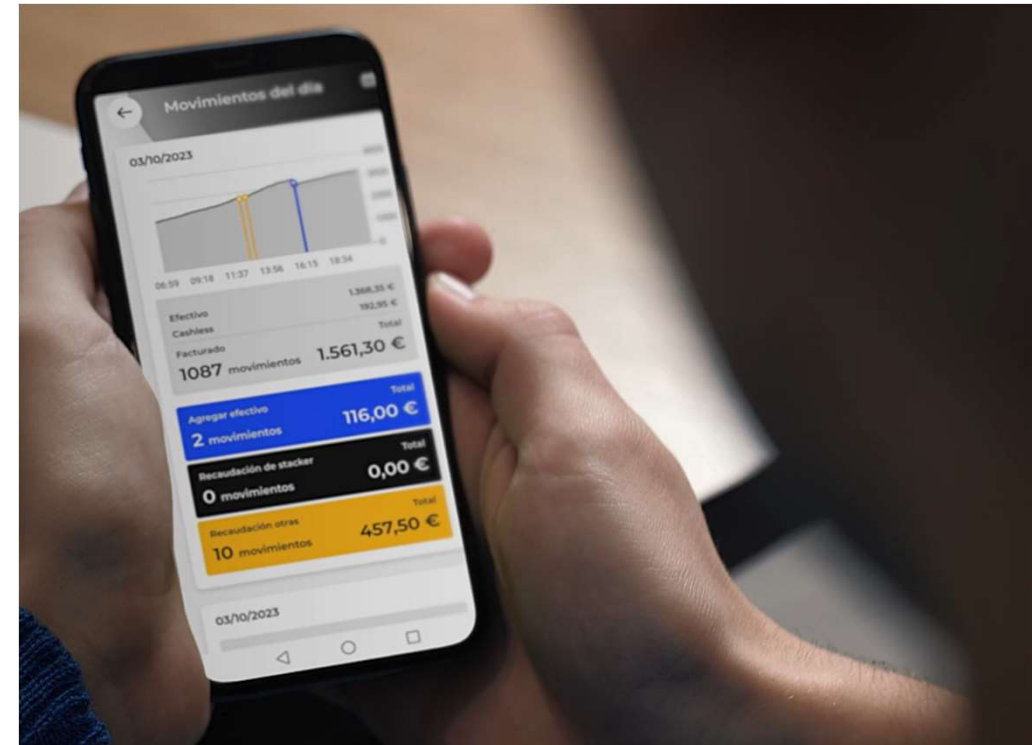 Movimientos del día
03/10/2023
06:59 09:18 11:37 13:56 16:15 18:34
Efectivo 1.368,35 €
Cashless 192,95 €
Facturado Total
1087 movimientos 1.561,30 €
Agregar efectivo Total
2 movimientos 116,00 €
Recaudación de stacker Total
0 movimientos 0,00 €
Recaudación otras Total
10 movimientos 457,50 €
03/10/2023